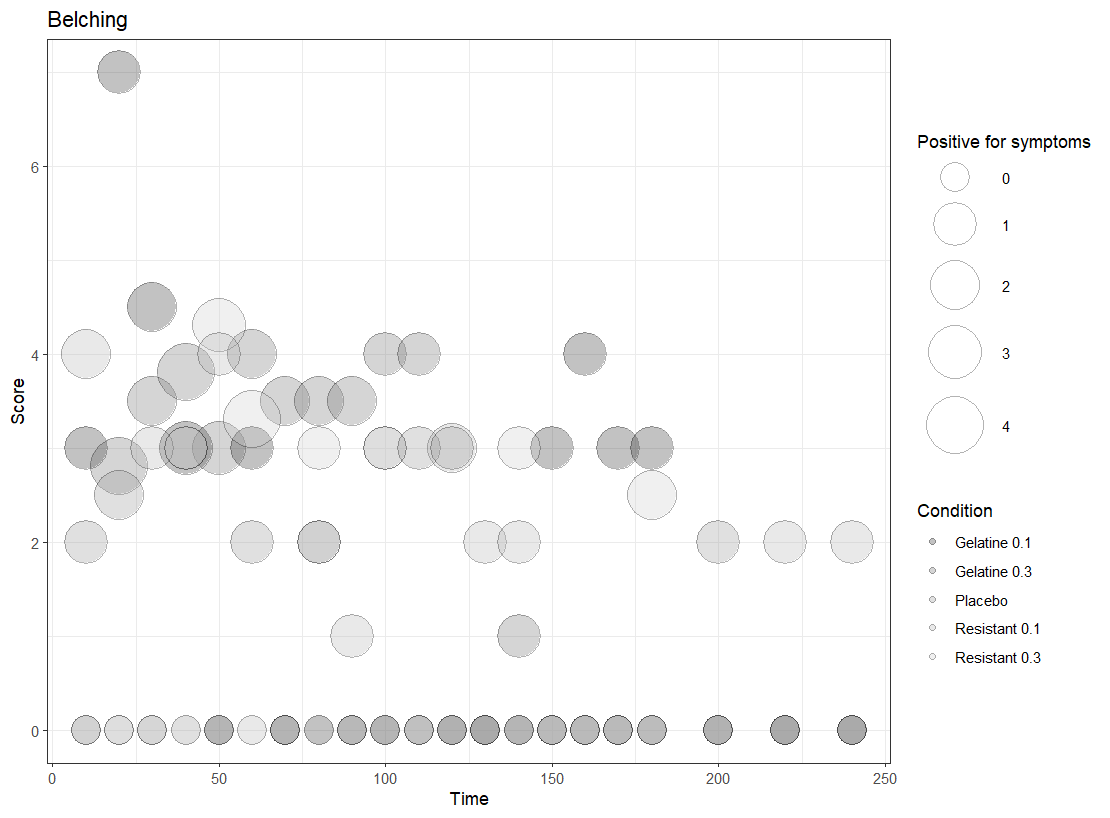 Belching
Score
6
4
2
0
0
50
100
150
200
250
Time
Positive for symptoms
0
1
2
3
4
Condition
Gelatine 0.1
Gelatine 0.3
Placebo
Resistant 0.1
Resistant 0.3